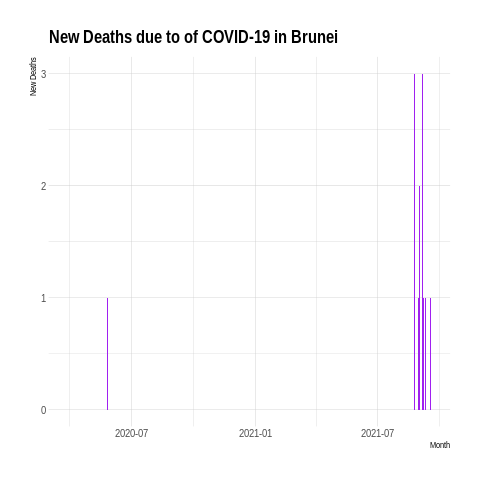 New Deaths due to of COVID-19 in Brunei
New Deaths
3
2
1
0
2020-07
2021-01
2021-07
Month